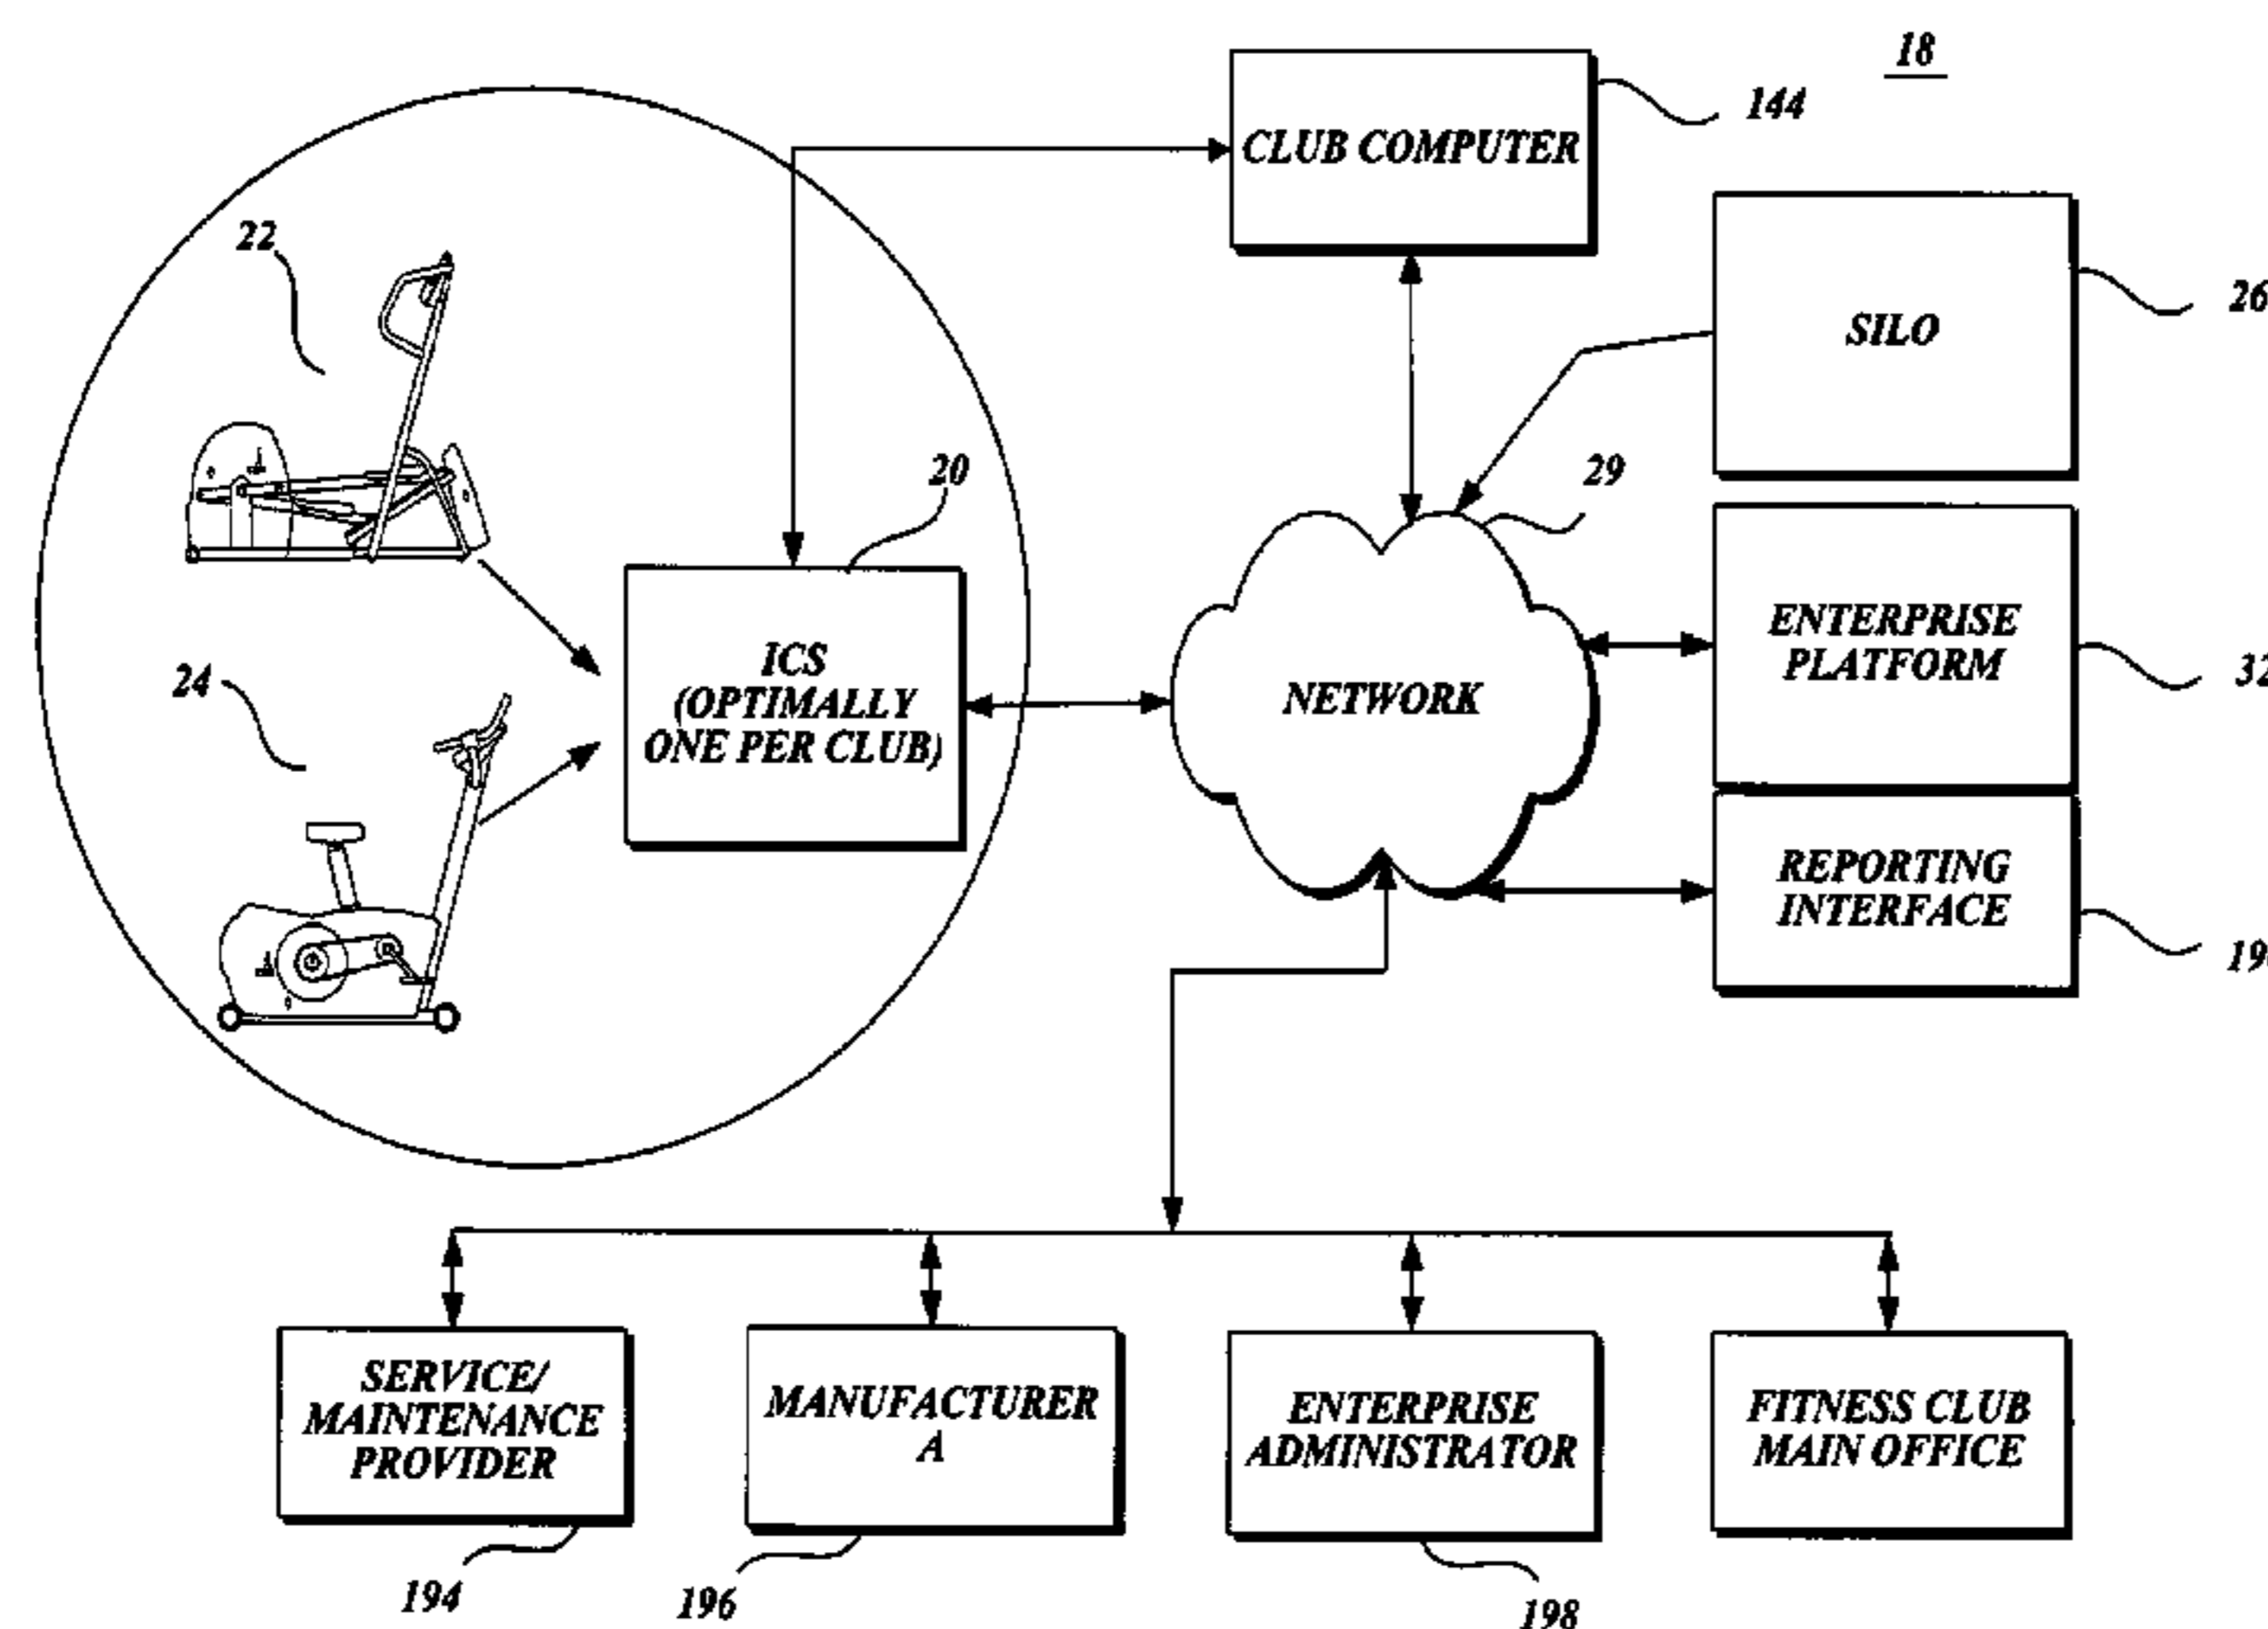 18
144
CLUB COMPUTER
22
26
SILO
20
29
ENTERPRISE
PLATFORM
32
ICS
(OPTIMALLY
ONE PER CLUB)
24
NETWORK
REPORTING
INTERFACE
SERVICE/
MAINTENANCE
PROVIDER
MANUFACTURER
A
ENTERPRISE
ADMINISTRATOR
FITNESS CLUB
MAIN OFFICE
194
196
198